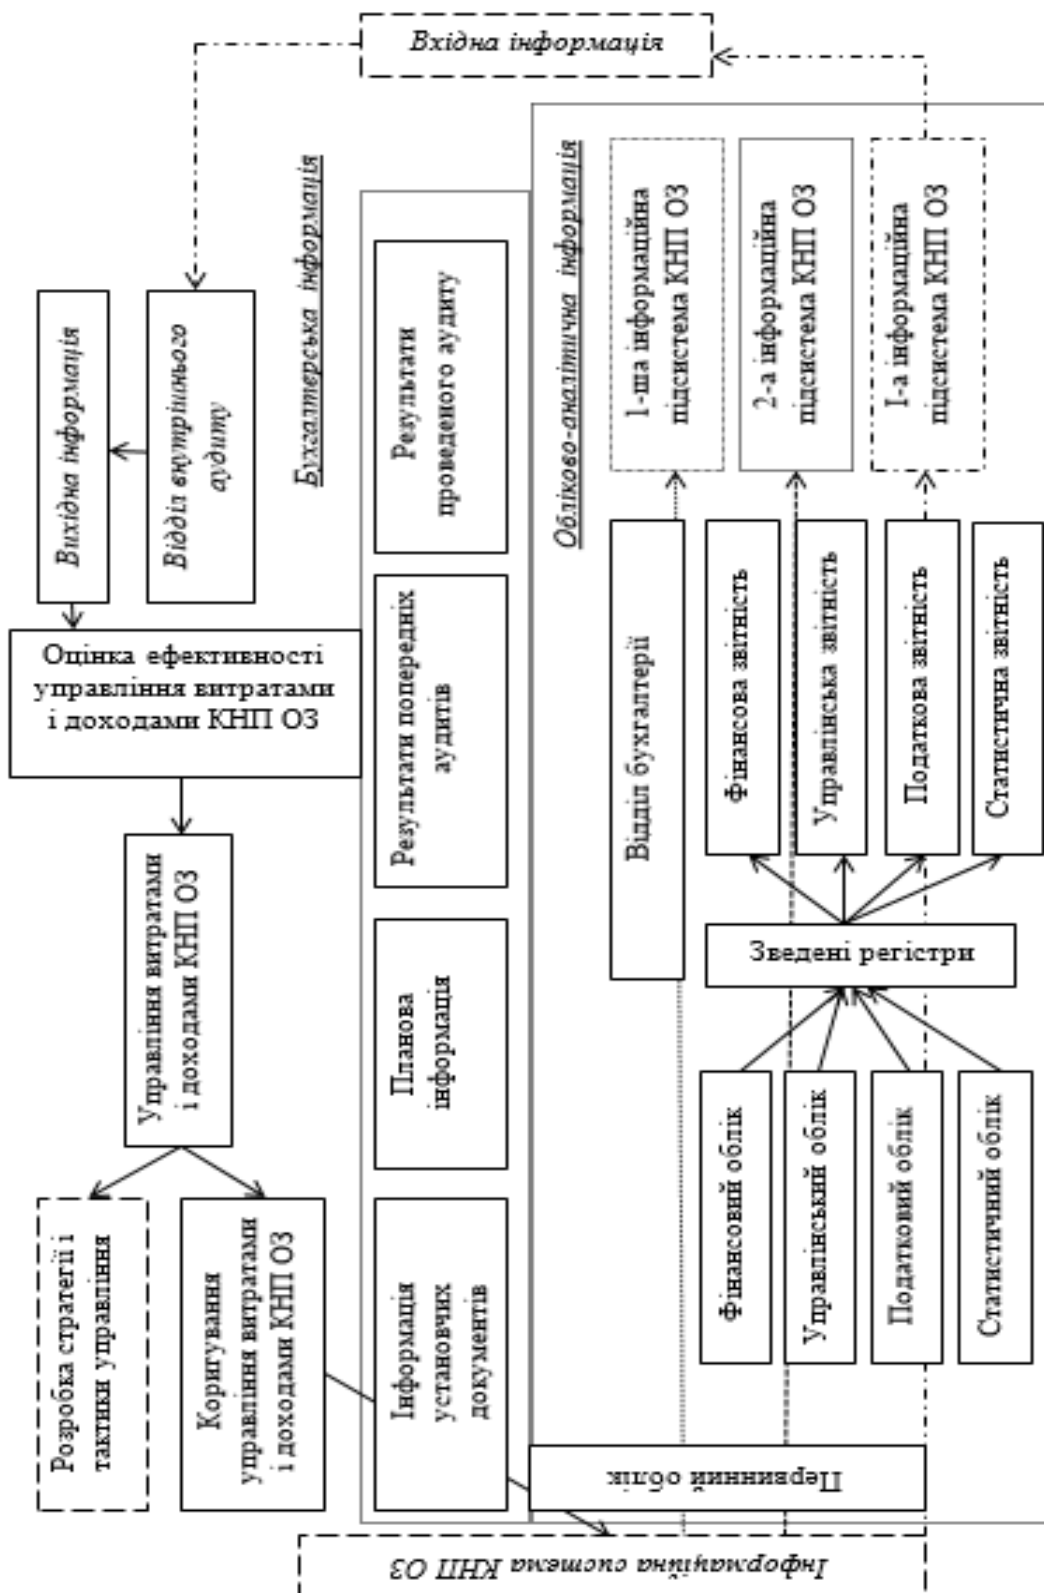 Вхідна інформація
Вихідна інформація
Відділ внутрішнього
аудиту
Оцінка ефективності
управління витратами
і доходами КНП ОЗ
Управління витратами
і доходами КНП ОЗ
Розробка стратегії і
тактики управління
Коригування
управління витратами
і доходами КНП ОЗ
Бухгалтерська інформація
Результати
проведеного аудиту
Результати попередніх
аудитів
Планова
інформація
Інформація
установчих
документів
Обліково-аналітична інформація
1-ша інформаційна
підсистема КНП ОЗ
2-а інформаційна
підсистема КНП ОЗ
І-а інформаційна
підсистема КНП ОЗ
Відділ бухгалтерії
Фінансова звітність
Управлінська звітність
Податкова звітність
Статистична звітність
Зведені регістри
Фінансовий облік
Управлінський облік
Податковий облік
Статистичний облік
Первинний облік
Інформаційна система КНП ОЗ